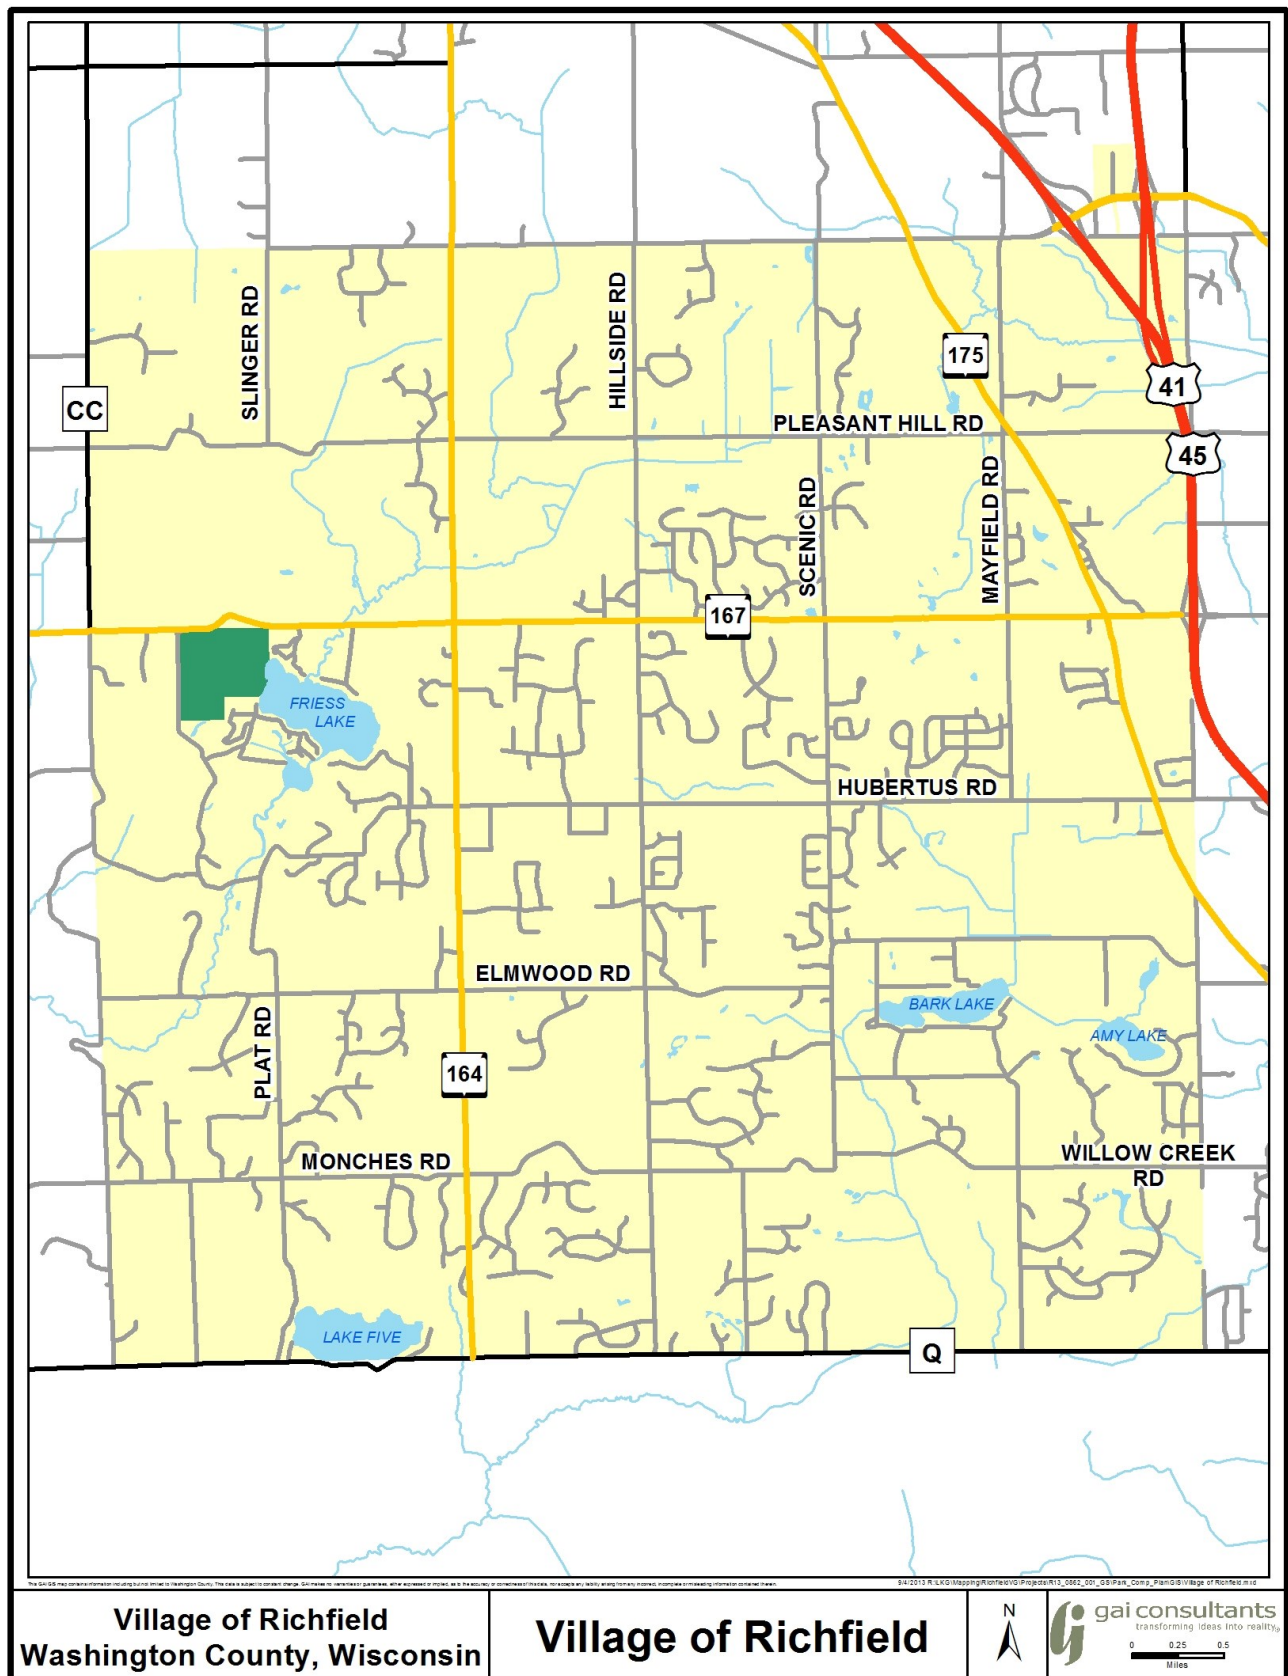 SLINGER RD
HILLSIDE RD
175
41
CC
PLEASANT HILL RD
45
SCENIC RD
MAYFIELD RD
167
FRIESS
LAKE
HUBERTUS RD
ELMWOOD RD
BARK LAKE
AMY LAKE
PLAT RD
164
MONCHES RD
WILLOW CREEK
RD
LAKE FIVE
Q
Village of Richfield
Washington County, Wisconsin
Village of Richfield
N
gai consultants
transforming ideas into reality
0 0.25 0.5
Miles